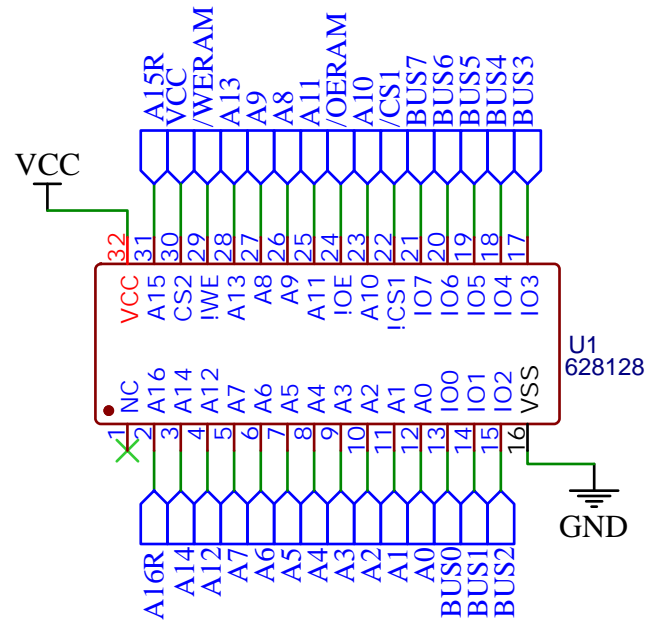 A15R
VCC
/WERAM
A13
A9
A8
A11
/OERAM
A10
/CS1
BUS7
BUS6
BUS5
BUS4
BUS3
VCC
32
31
30
29
28
27
26
25
24
23
22
21
20
19
18
17
VCC
A15
CS2
!WE
A13
A8
A9
A11
!OE
A10
!CS1
IO7
IO6
IO5
IO4
IO3
U1
628128
NC
A16
A14
A12
A7
A6
A5
A4
A3
A2
A1
A0
IO0
IO1
IO2
VSS
1
2
3
4
5
6
7
8
9
10
11
12
13
14
15
16
GND
A16R
A14
A12
A7
A6
A5
A4
A3
A2
A1
A0
BUS0
BUS1
BUS2